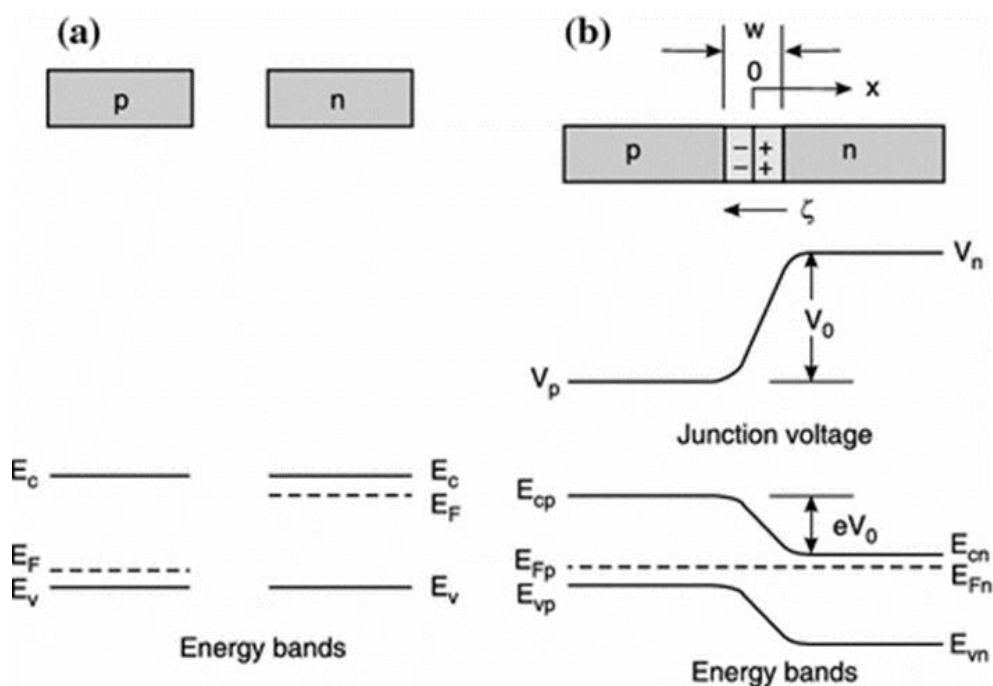 (a)
p
n
E_c
E_c
E_F
E_F
E_v
E_v
Energy bands
(b)
w
0
x
p
− +
− +
n
ζ
V_n
V_0
V_p
Junction voltage
E_cp
eV_0
E_cn
E_Fp
E_Fn
E_vp
E_vn
Energy bands